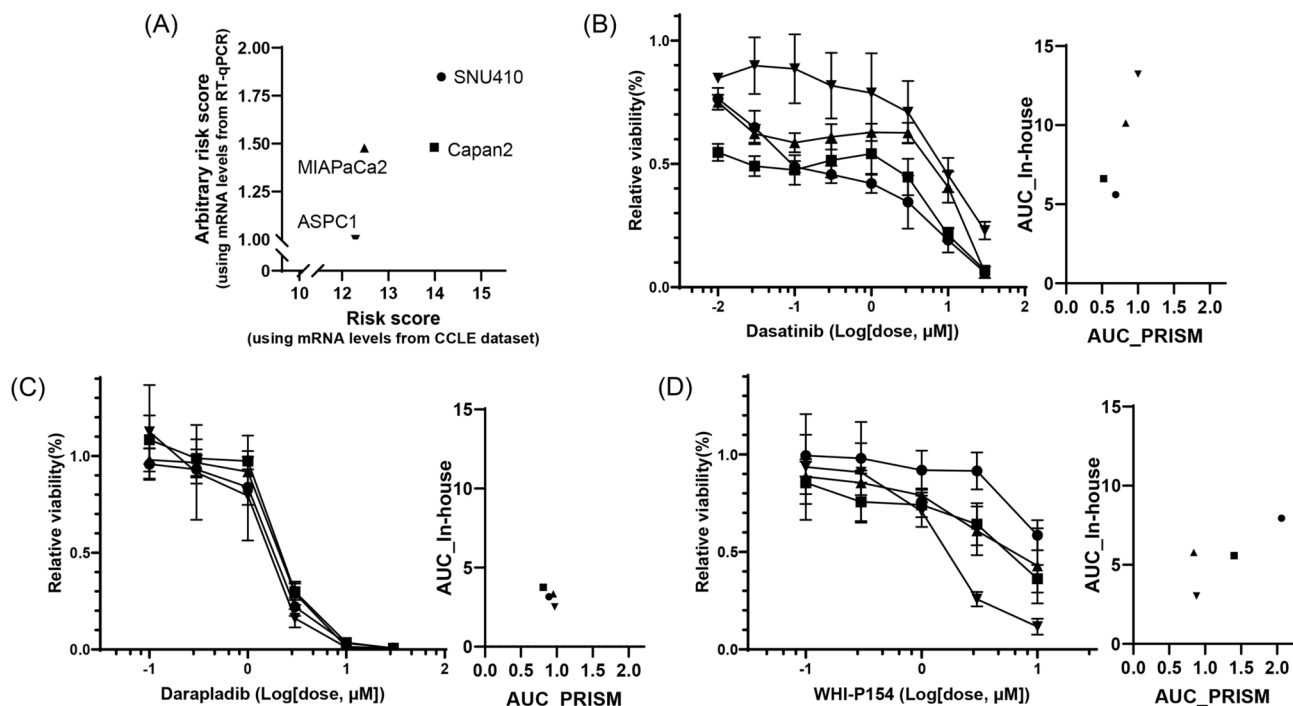 (A)
Arbitrary risk score
(using mRNA levels from RT-qPCR)
2.00
1.75
1.50
1.25
1.00
0
SNU410
Capan2
MIAPaCa2
ASPC1
10 12 13 14 15
Risk score
(using mRNA levels from CCLE dataset)
(B)
Relative viability(%)
1.0
0.5
0.0
-2 -1 0 1 2
Dasatinib (Log[dose, µM])
AUC_In-house
15
10
5
0
0.0 0.5 1.0 1.5 2.0
AUC_PRISM
(C)
Relative viability(%)
1.0
0.5
0.0
-1 0 1 2
Darapladib (Log[dose, µM])
AUC_In-house
15
10
5
0
0.0 0.5 1.0 1.5 2.0
AUC_PRISM
(D)
Relative viability(%)
1.0
0.5
0.0
-1 0 1
WHI-P154 (Log[dose, µM])
AUC_In-house
15
10
5
0
0.0 0.5 1.0 1.5 2.0
AUC_PRISM